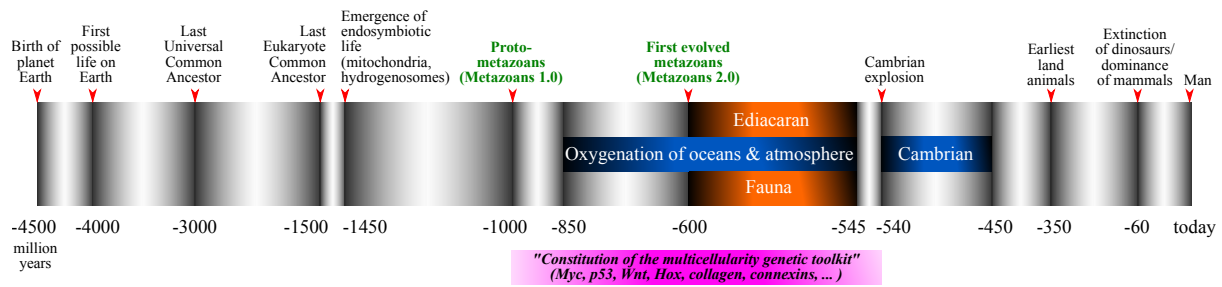 Birth of
planet
Earth
First
possible
life on
Earth
Last
Universal
Common
Ancestor
Last
Eukaryote
Common
Ancestor
Emergence of
endosymbiotic
life
(mitochondria,
hydrogenosomes)
Proto-
metazoans
(Metazoans 1.0)
First evolved
metazoans
(Metazoans 2.0)
Cambrian
explosion
Earliest
land
animals
Extinction
of dinosaurs/
dominance
of mammals
Man
Ediacaran
Oxygenation of oceans & atmosphere
Fauna
Cambrian
-4500
million
years
-4000
-3000
-1500
-1450
-1000
-850
-600
-545
-540
-450
-350
-60
today
"Constitution of the multicellularity genetic toolkit"
(Myc, p53, Wnt, Hox, collagen, connexins, ... )